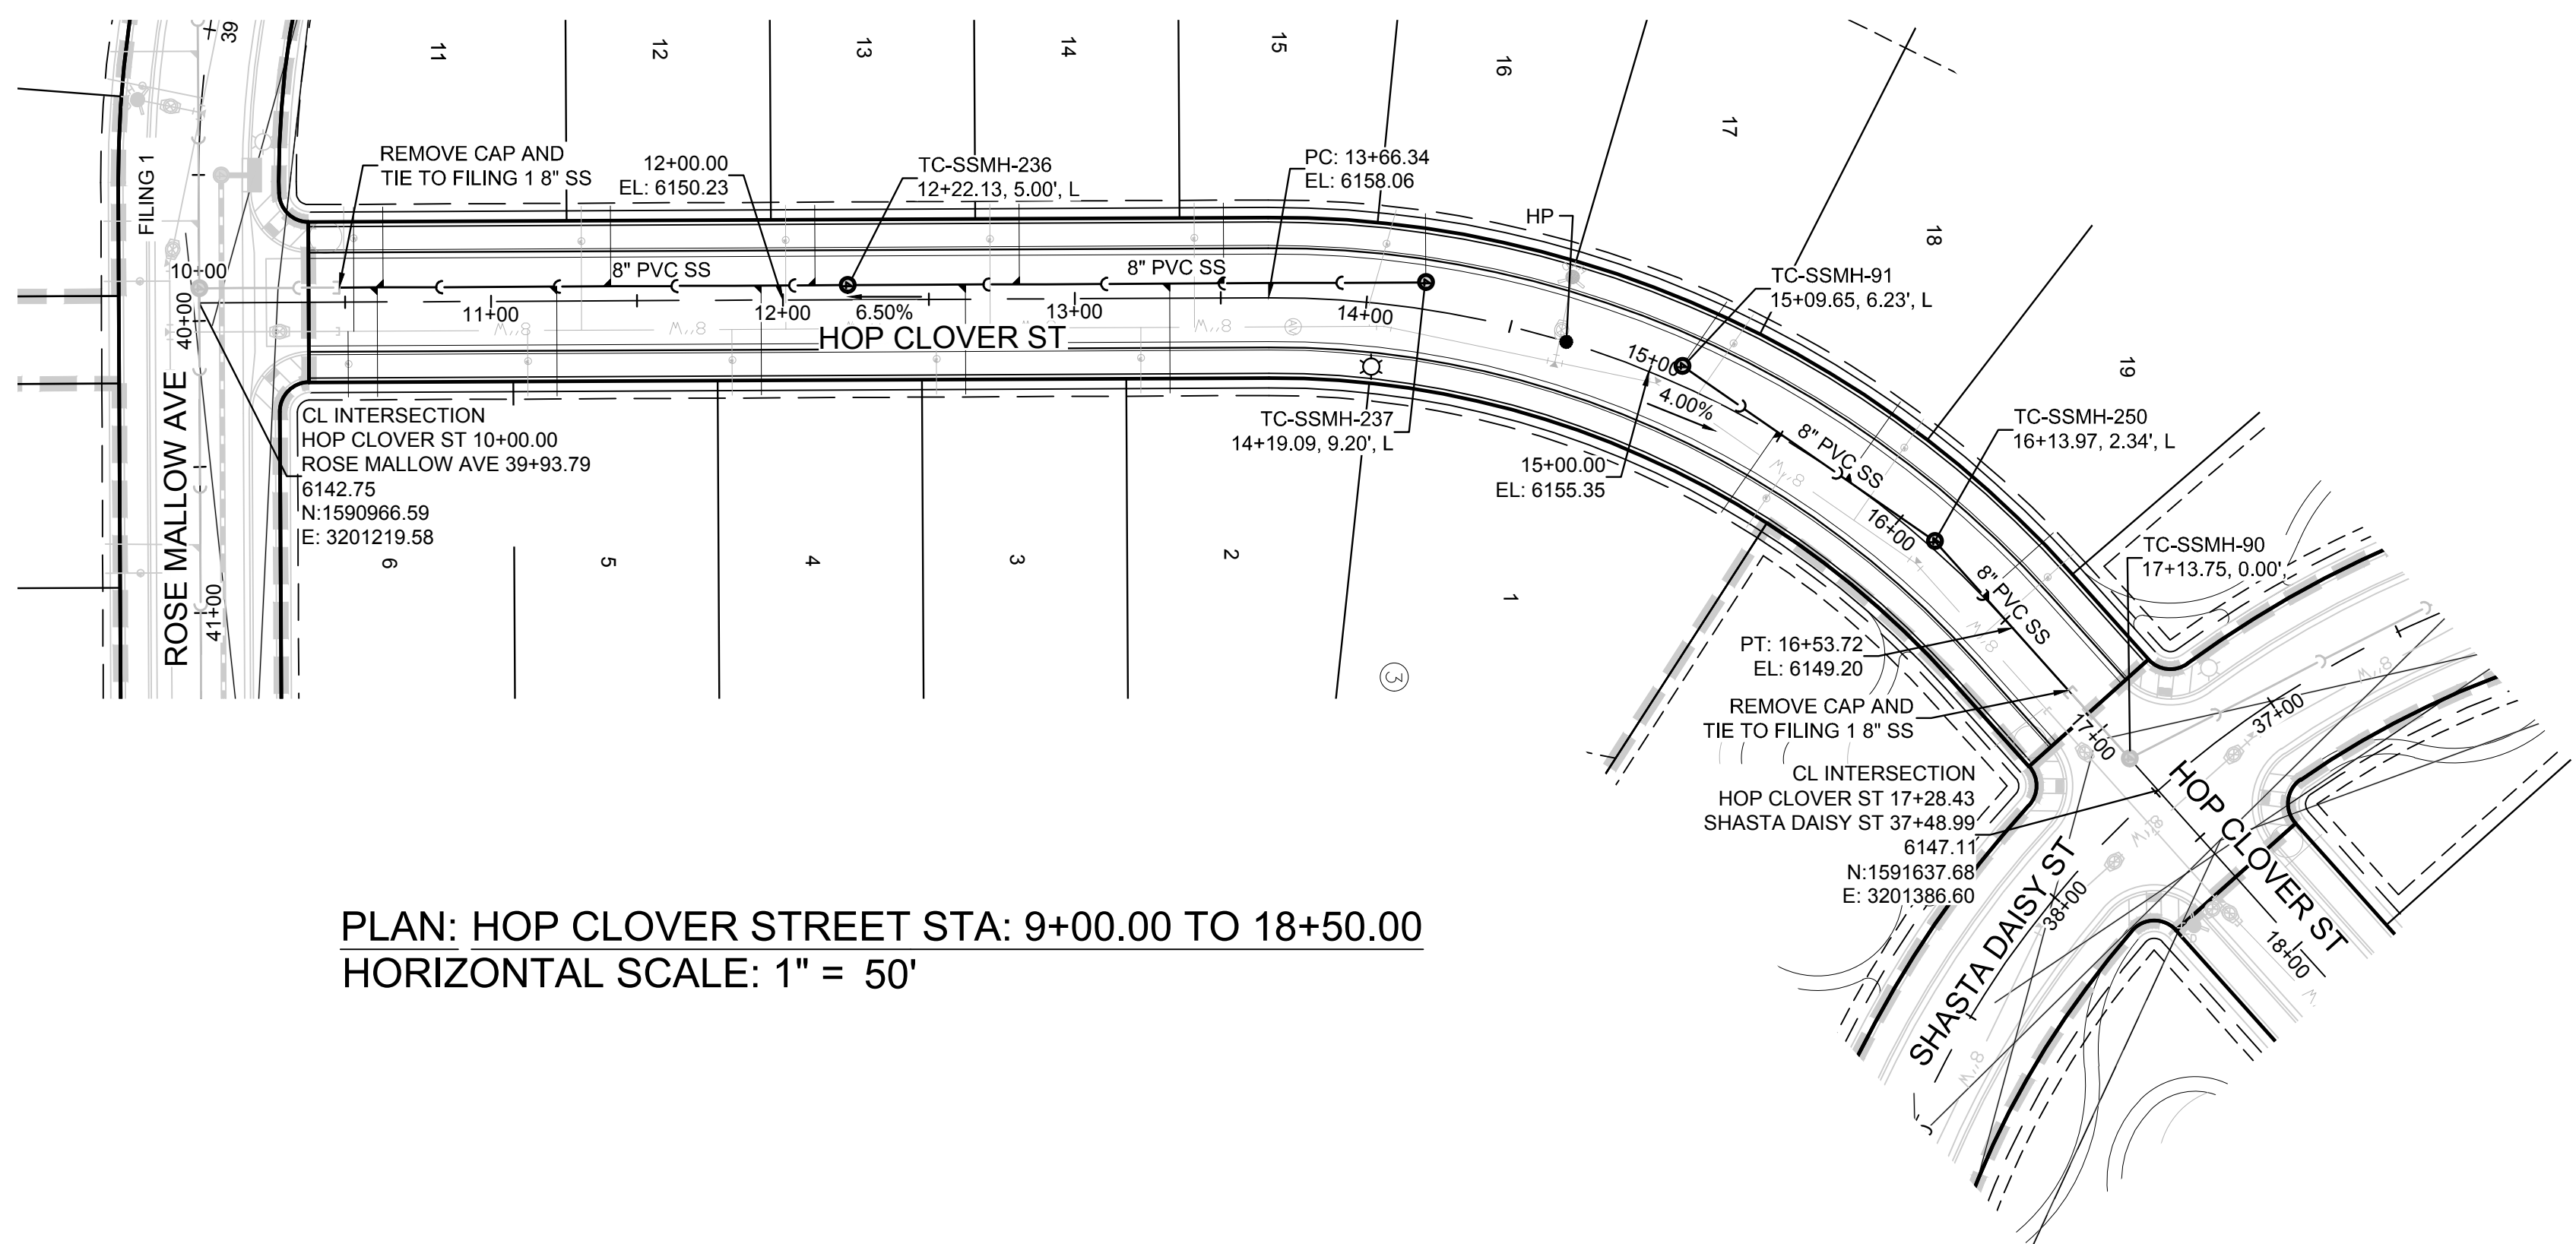 39
11
12
13
14
15
16
17
18
19
FILING 1
REMOVE CAP AND
TIE TO FILING 1 8" SS
12+00.00
EL: 6150.23
TC-SSMH-236
12+22.13, 5.00', L
PC: 13+66.34
EL: 6158.06
HP
TC-SSMH-91
15+09.65, 6.23', L
10+00
40+00
8" PVC SS
8" PVC SS
11+00
12+00
6.50%
13+00
14+00
15+00
8"W
8"W
8"W
HOP CLOVER ST
4.00%
8" PVC SS
8"W
TC-SSMH-237
14+19.09, 9.20', L
15+00.00
EL: 6155.35
TC-SSMH-250
16+13.97, 2.34', L
16+00
ROSE MALLOW AVE
41+00
CL INTERSECTION
HOP CLOVER ST 10+00.00
ROSE MALLOW AVE 39+93.79
6142.75
N:1590966.59
E: 3201219.58
6
5
4
3
2
1
3
TC-SSMH-90
17+13.75, 0.00',
8" PVC SS
8"W
PT: 16+53.72
EL: 6149.20
REMOVE CAP AND
TIE TO FILING 1 8" SS
17+00
37+00
8"W
CL INTERSECTION
HOP CLOVER ST 17+28.43
SHASTA DAISY ST 37+48.99
6147.11
N:1591637.68
E: 3201386.60
HOP CLOVER ST
8"W
SHASTA DAISY ST
38+00
18+00
8"W
PLAN: HOP CLOVER STREET STA: 9+00.00 TO 18+50.00
HORIZONTAL SCALE: 1" = 50'